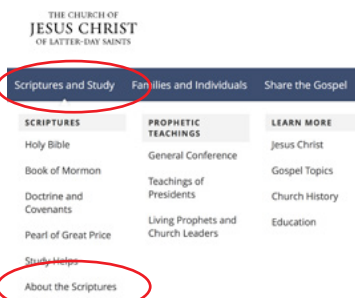 THE CHURCH OF
JESUS CHRIST
OF LATTER-DAY SAINTS
Scriptures and Study
Families and Individuals
Share the Gospel
SCRIPTURES
Holy Bible
Book of Mormon
Doctrine and
Covenants
Pearl of Great Price
Study Helps
About the Scriptures
PROPHETIC
TEACHINGS
General Conference
Teachings of
Presidents
Living Prophets and
Church Leaders
LEARN MORE
Jesus Christ
Gospel Topics
Church History
Education